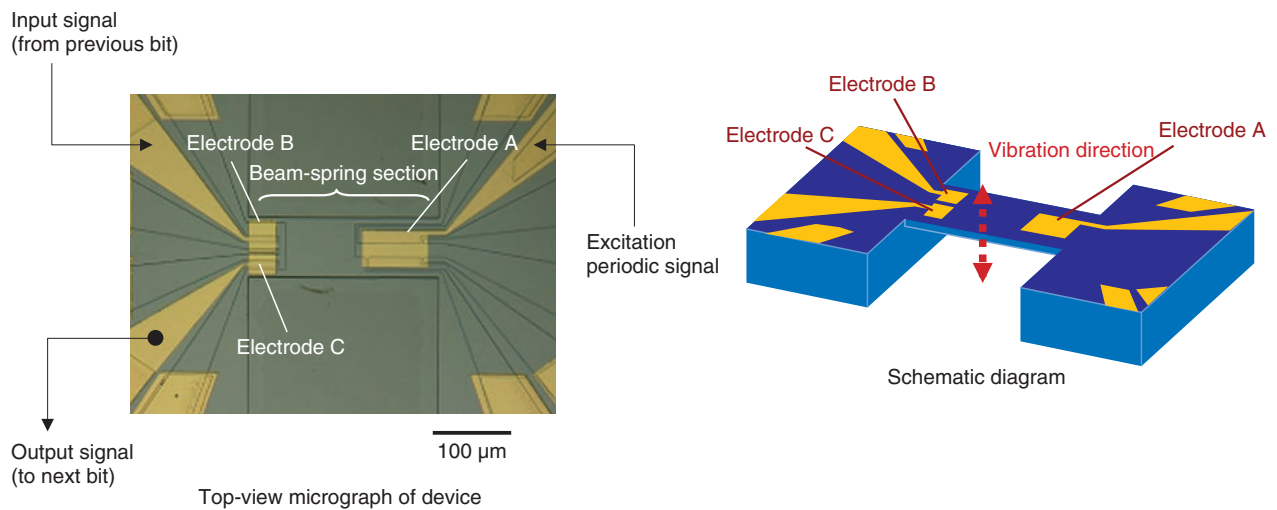 Input signal
(from previous bit)
Electrode B
Electrode A
Beam-spring section
Electrode C
Excitation
periodic signal
Output signal
(to next bit)
100 μm
Top-view micrograph of device
Electrode B
Electrode C
Electrode A
Vibration direction
Schematic diagram